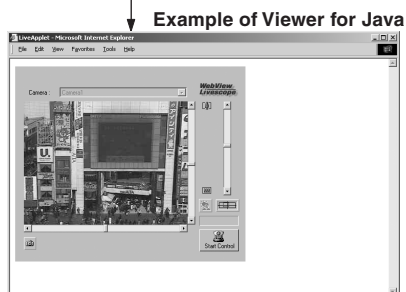 Example of Viewer for Java
LiveApplet - Microsoft Internet Explorer
File Edit View Favorites Tools Help
WebView
Livescope
Camera : Camera1
U.
Start Control